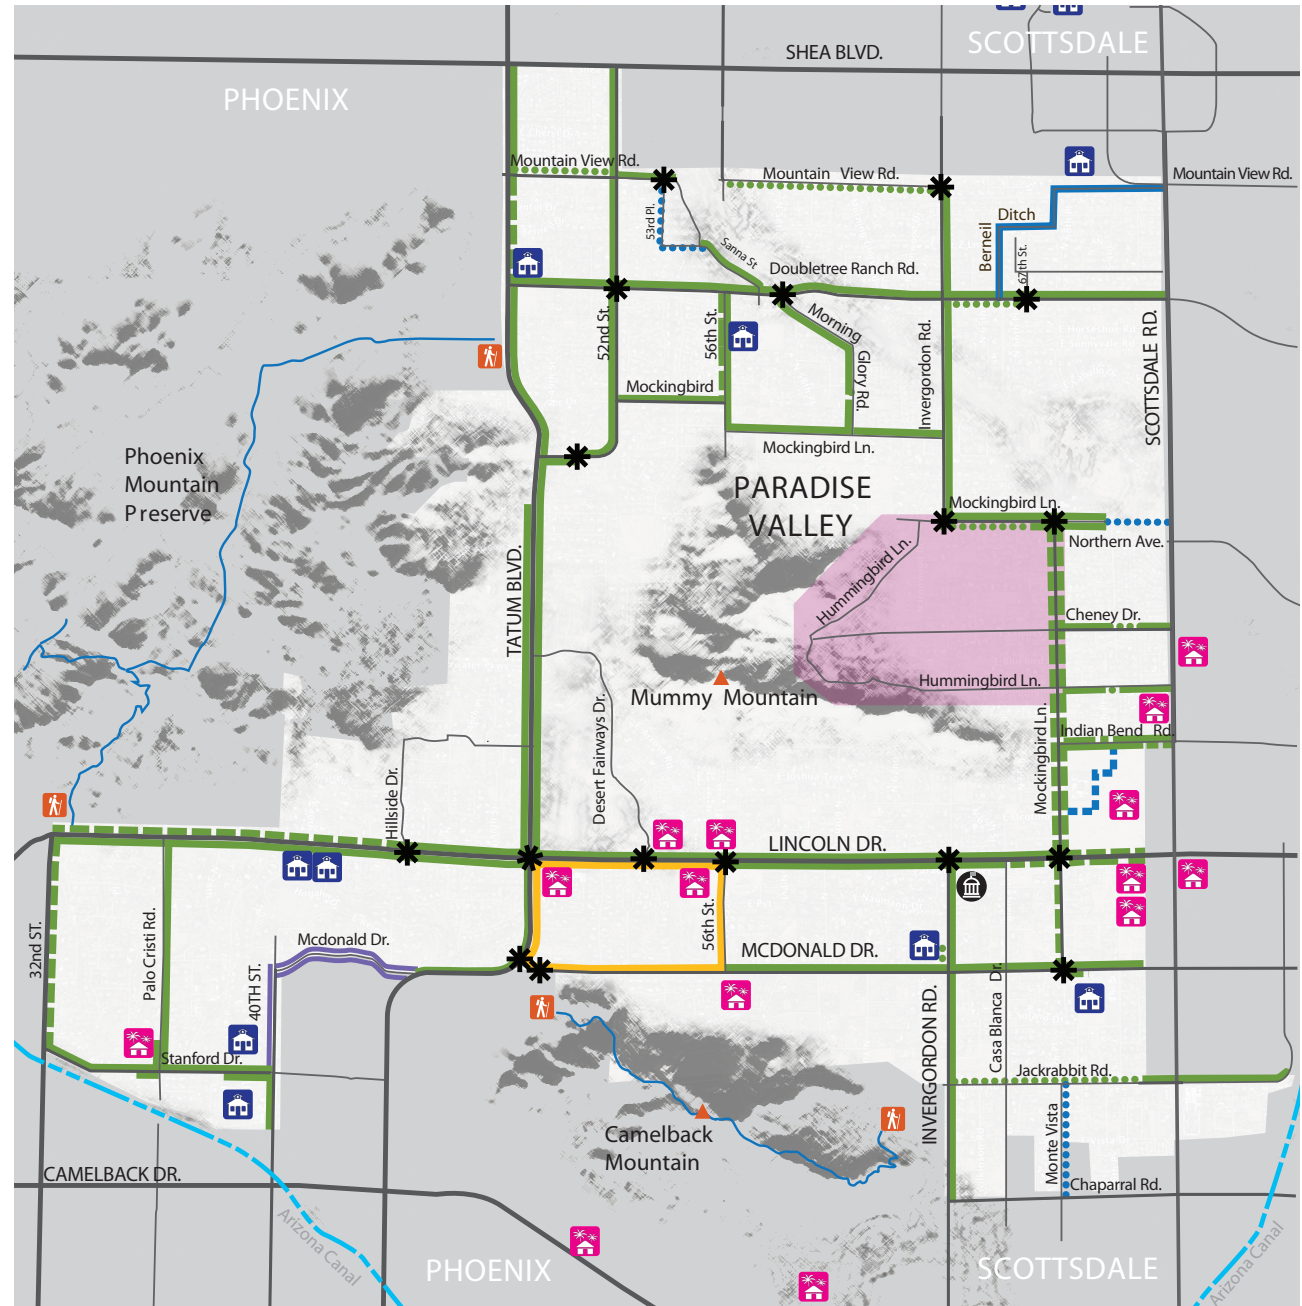 SCOTTSDALE
SHEA BLVD.
PHOENIX
Mountain View Rd.
Mountain View Rd.
Mountain View Rd.
53rd Pl.
Sanna St
Ditch
Berneil
67th St.
Doubletree Ranch Rd.
52nd St.
56th St.
Morning
Glory Rd.
Invergordon Rd.
SCOTTSDALE RD.
Mockingbird
Mockingbird Ln.
Phoenix
Mountain
Preserve
PARADISE
VALLEY
Mockingbird Ln.
Northern Ave.
Hummingbird Ln.
TATUM BLVD.
Cheney Dr.
Hummingbird Ln.
Mummy Mountain
Mockingbird Ln.
Indian Bend Rd.
Desert Fairways Dr.
Hillside Dr.
LINCOLN DR.
32nd ST.
Palo Cristi Rd.
Mcdonald Dr.
40TH ST.
56th St.
MCDONALD DR.
INVERGORDON RD.
Casa Blanca Dr.
Stanford Dr.
Jackrabbit Rd.
Camelback
Mountain
Monte Vista
Chaparral Rd.
CAMELBACK DR.
Arizona Canal
PHOENIX
SCOTTSDALE
Arizona Canal